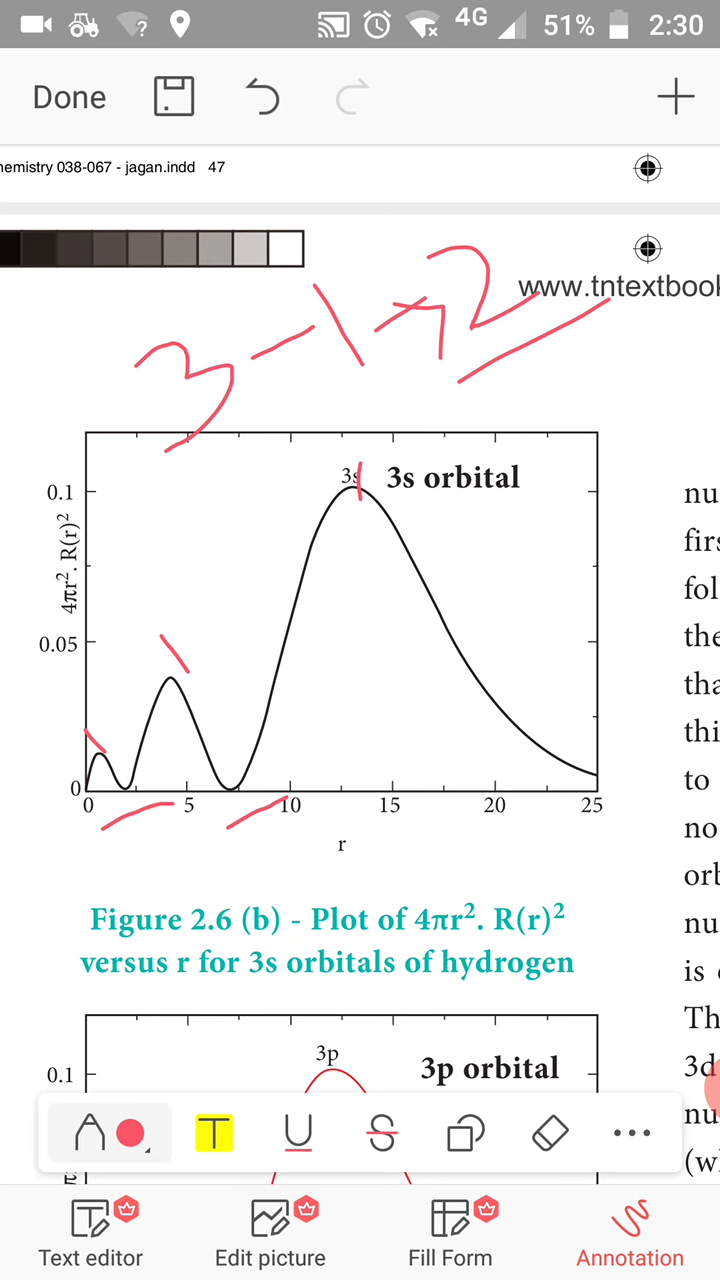 4G 51% 2:30
Done
hemistry 038-067 - jagan.indd 47
www.tntextbook
3-1
2
3s
3s orbital
0.1
0.05
0
4πr². R(r)²
0 5 10 15 20 25
r
nu
firs
fol
the
tha
thi
to
no
orb
nu
is
Th
3d
nu
(wh
Figure 2.6 (b) - Plot of 4πr². R(r)²
versus r for 3s orbitals of hydrogen
3p
3p orbital
0.1
T U S
Text editor Edit picture Fill Form Annotation